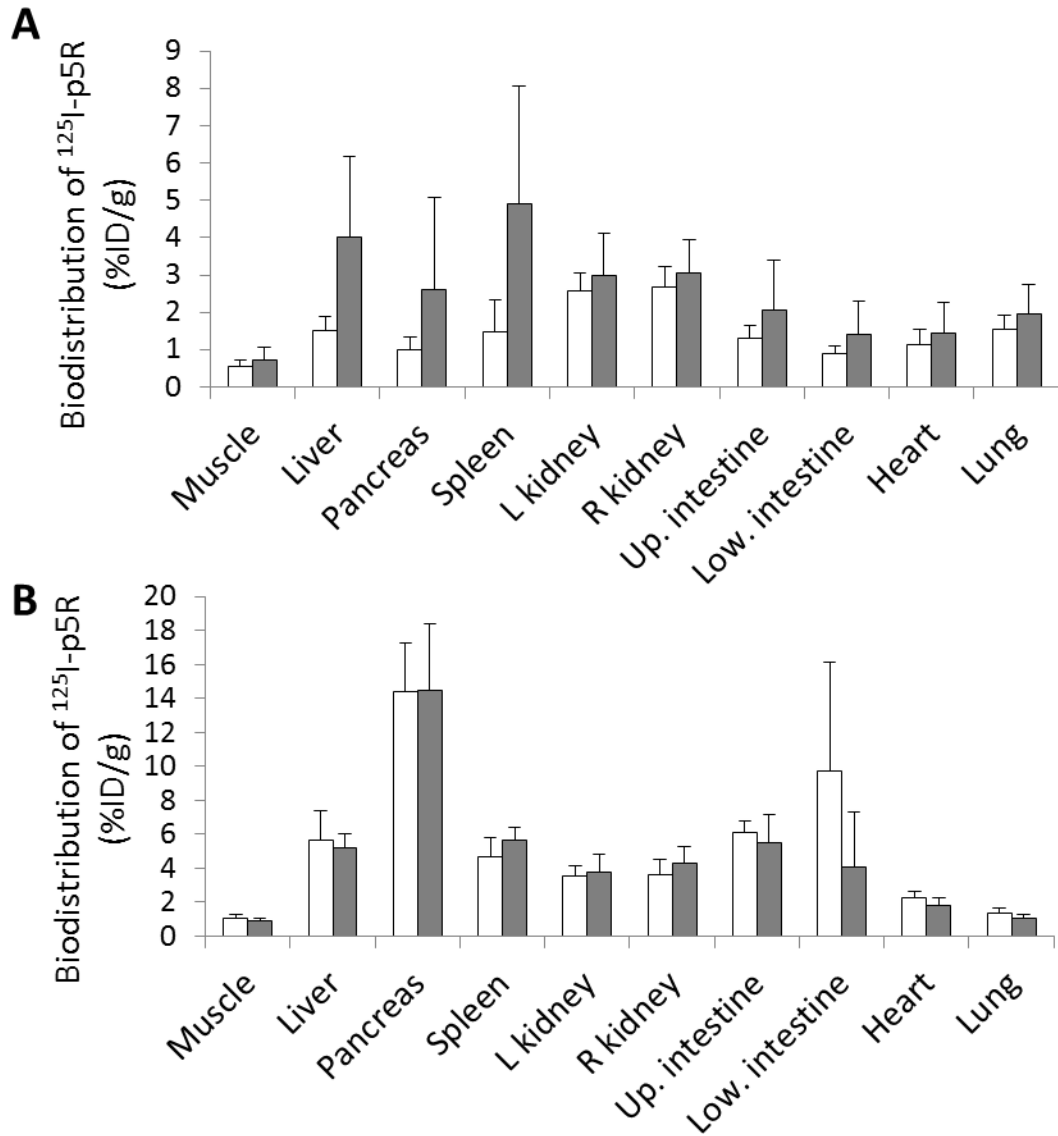 A
Biodistribution of ¹²⁵I-p5R
(%ID/g)
9
8
7
6
5
4
3
2
1
0
Muscle
Liver
Pancreas
Spleen
L kidney
R kidney
Up. intestine
Low. intestine
Heart
Lung
B
Biodistribution of ¹²⁵I-p5R
(%ID/g)
20
18
16
14
12
10
8
6
4
2
0
Muscle
Liver
Pancreas
Spleen
L kidney
R kidney
Up. intestine
Low. intestine
Heart
Lung